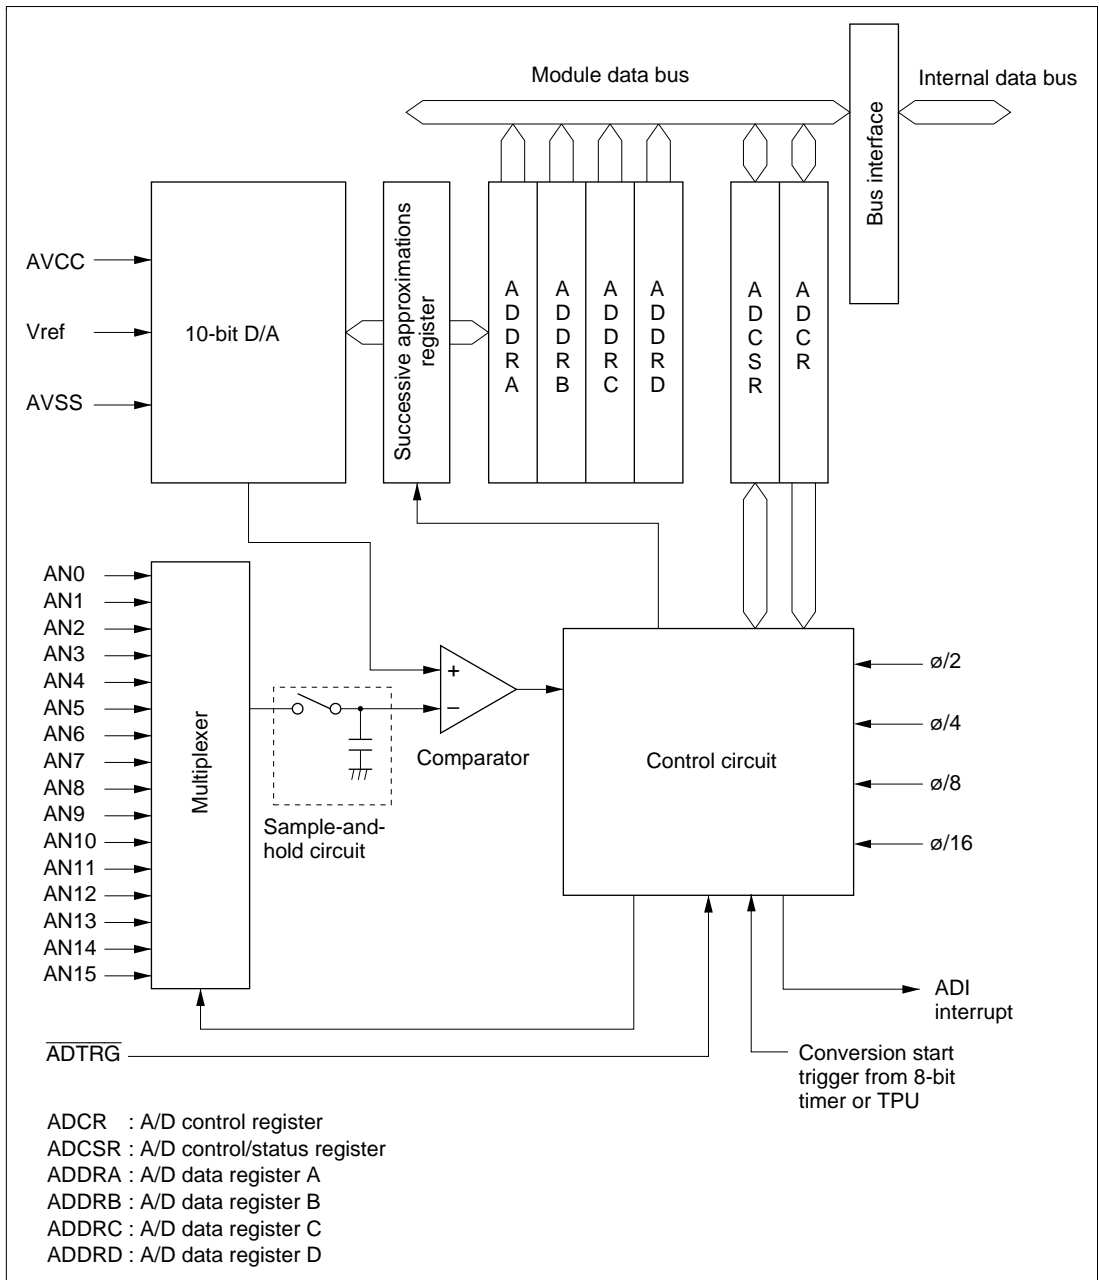 Module data bus
Internal data bus
Bus interface
AVCC
Vref
AVSS
10-bit D/A
Successive approximations
register
ADDRA
ADDRB
ADDRC
ADDRD
ADCSR
ADCR
AN0
AN1
AN2
AN3
AN4
AN5
AN6
AN7
AN8
AN9
AN10
AN11
AN12
AN13
AN14
AN15
Multiplexer
Sample-and-
hold circuit
+
−
Comparator
Control circuit
ø/2
ø/4
ø/8
ø/16
ADI
interrupt
ADTRG
Conversion start
trigger from 8-bit
timer or TPU
ADCR : A/D control register
ADCSR : A/D control/status register
ADDRA : A/D data register A
ADDRB : A/D data register B
ADDRC : A/D data register C
ADDRD : A/D data register D